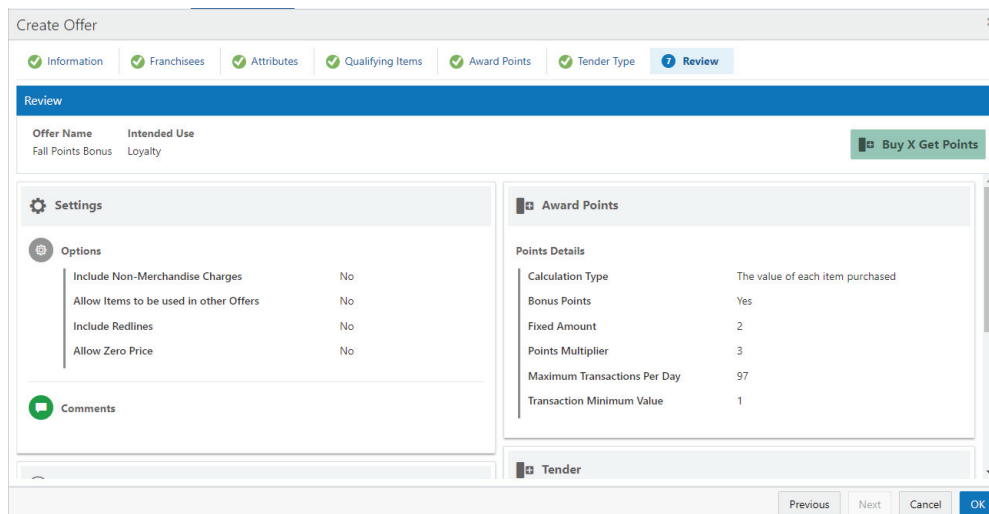 Create Offer
Information Franchisees Attributes Qualifying Items Award Points Tender Type 7 Review
Review
Offer Name Intended Use
Fall Points Bonus Loyalty
Buy X Get Points
Settings
Options
Include Non-Merchandise Charges No
Allow Items to be used in other Offers No
Include Redlines No
Allow Zero Price No
Comments
Award Points
Points Details
Calculation Type The value of each item purchased
Bonus Points Yes
Fixed Amount 2
Points Multiplier 3
Maximum Transactions Per Day 97
Transaction Minimum Value 1
Tender
Previous Next Cancel OK